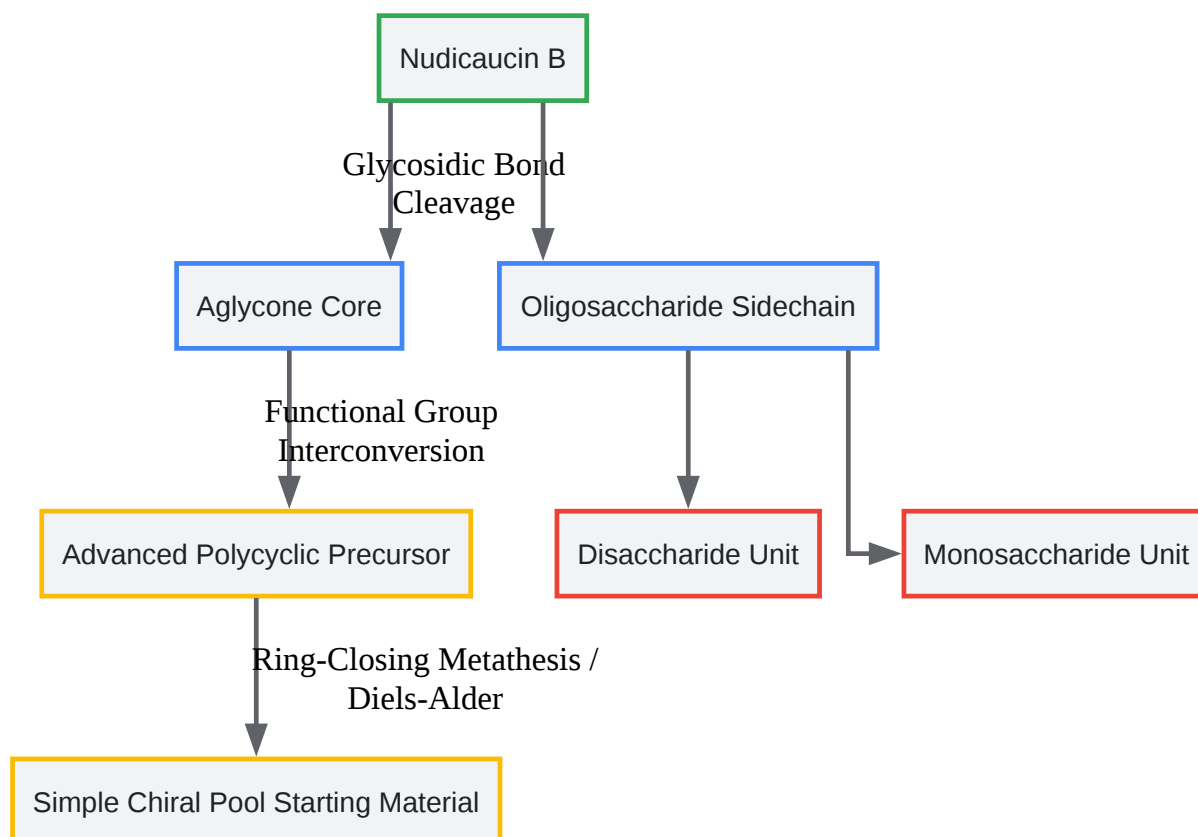 Nudicaucin B
Glycosidic Bond
Cleavage
Aglycone Core
Oligosaccharide Sidechain
Functional Group
Interconversion
Advanced Polycyclic Precursor
Disaccharide Unit
Monosaccharide Unit
Ring-Closing Metathesis /
Diels-Alder
Simple Chiral Pool Starting Material